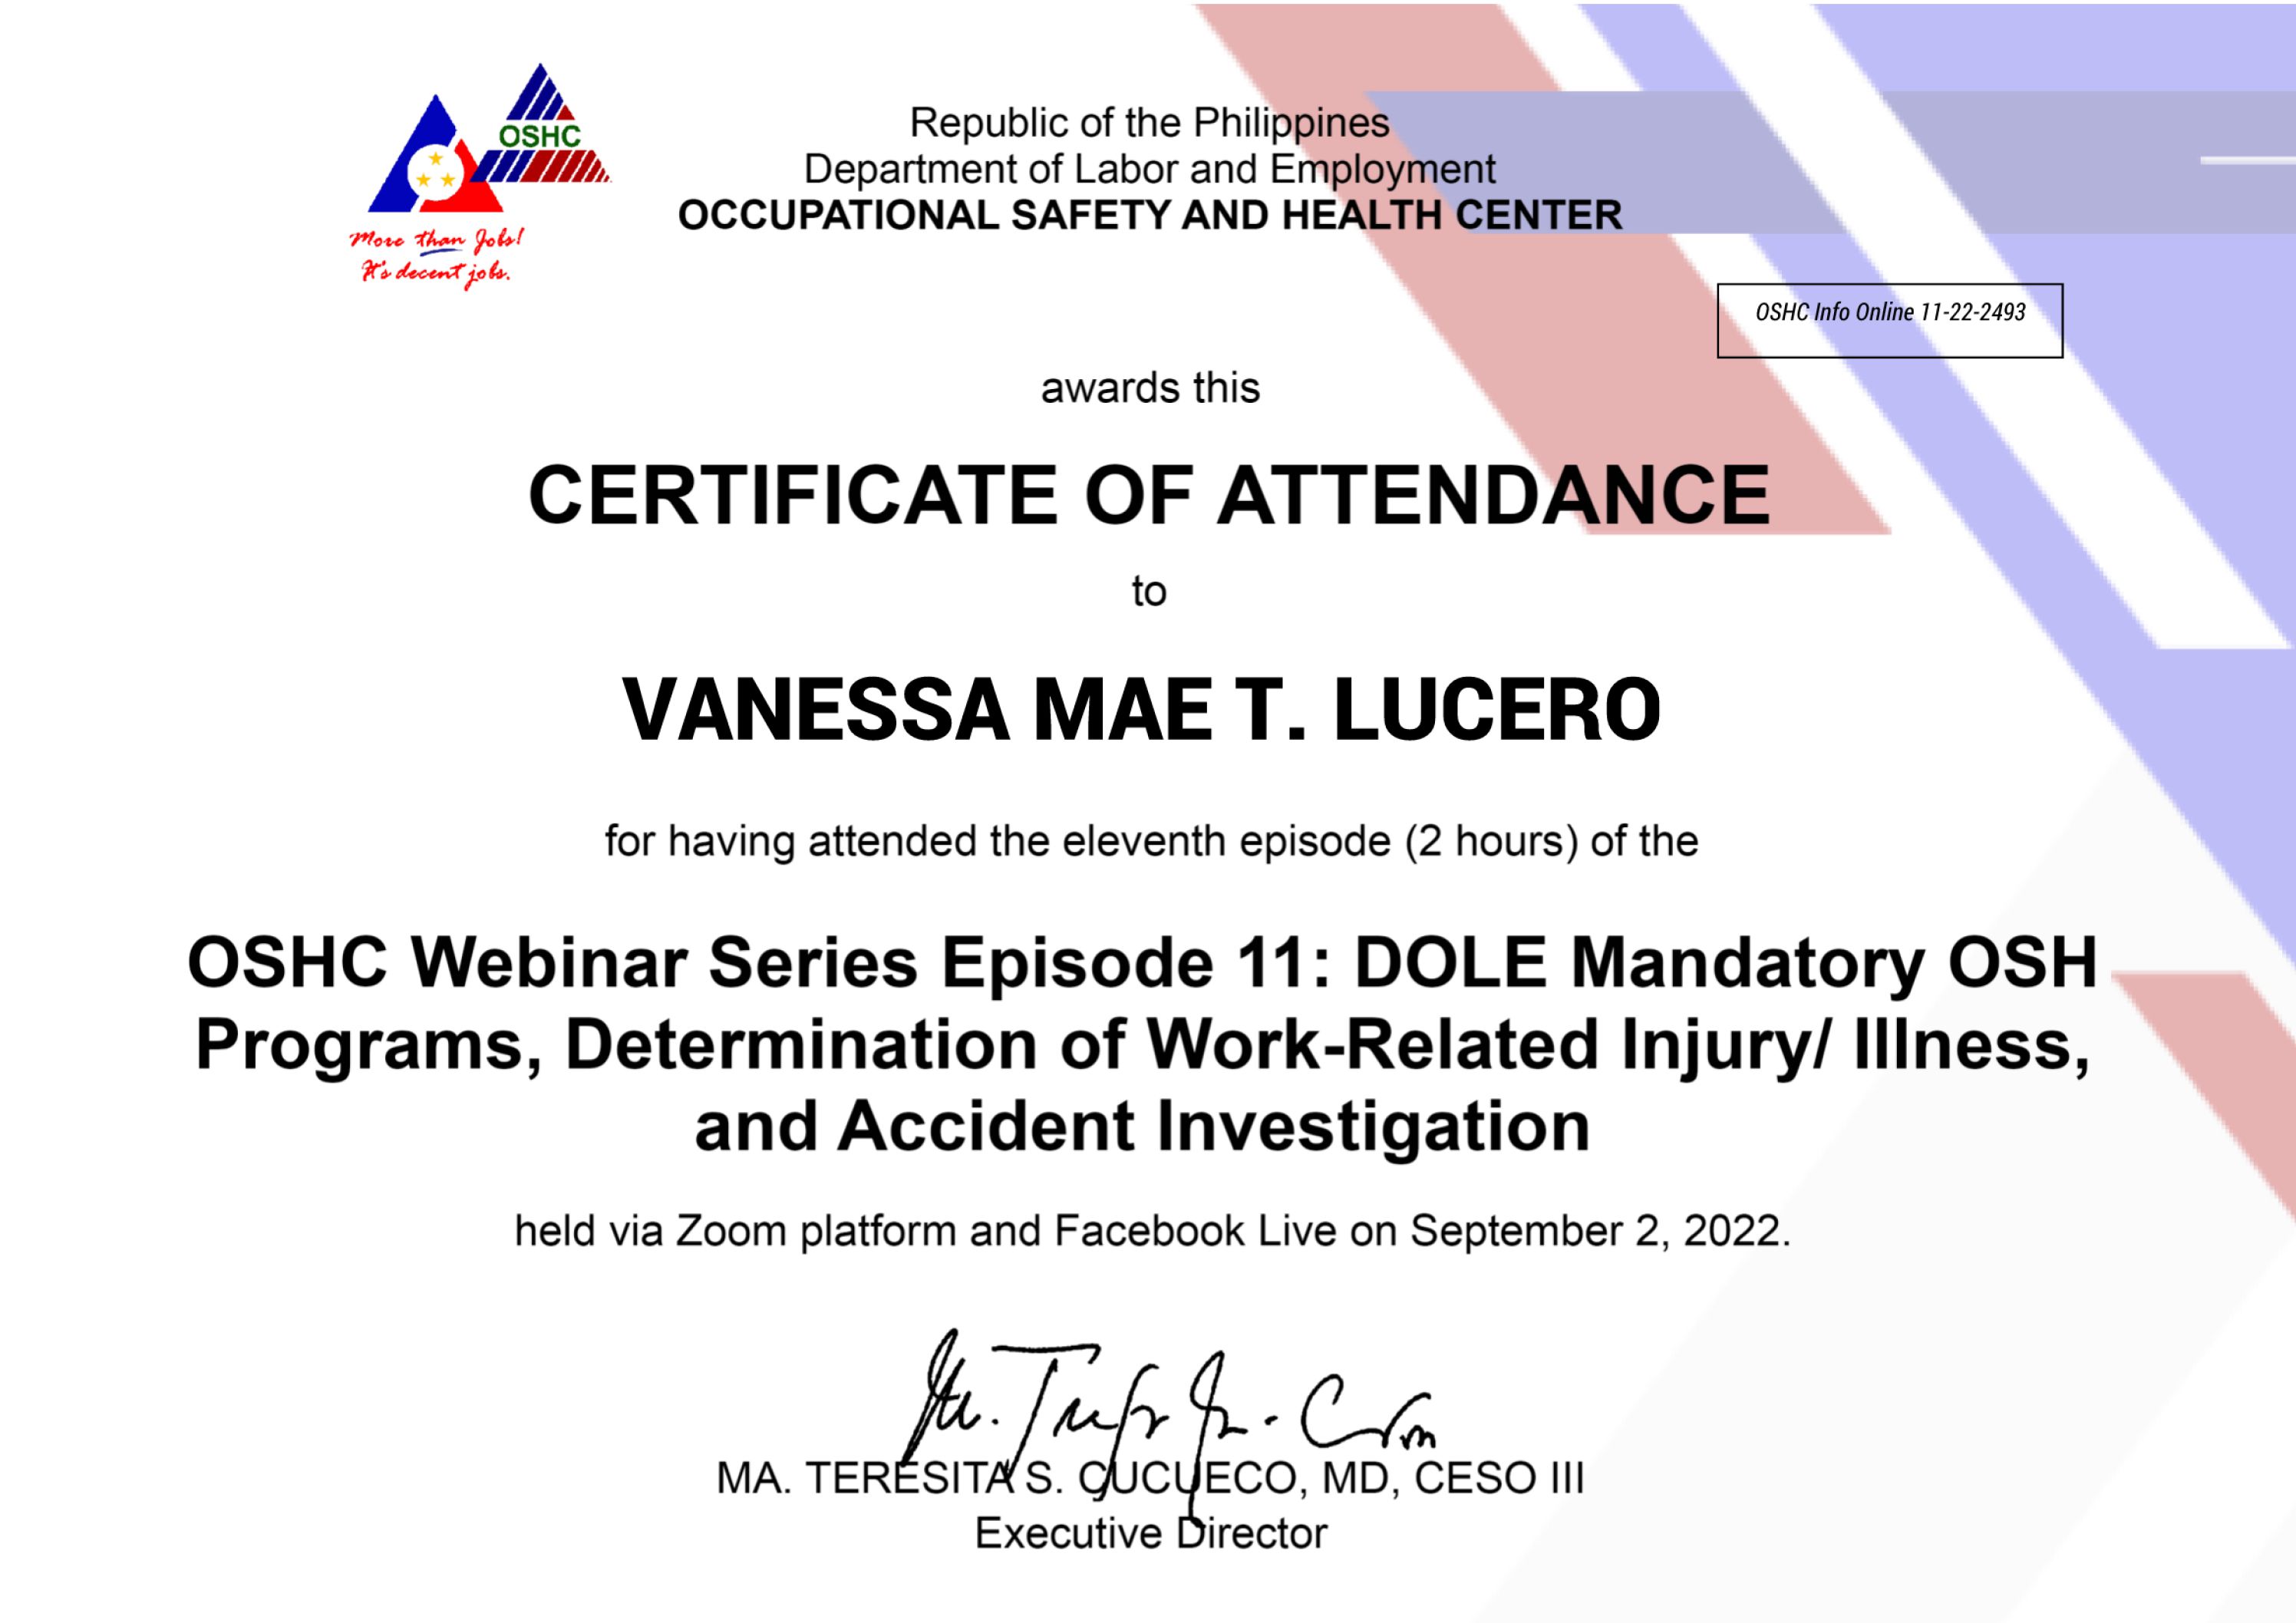 OSHC
More than Jobs!
It's decent jobs.
Republic of the Philippines
Department of Labor and Employment
OCCUPATIONAL SAFETY AND HEALTH CENTER
OSHC Info Online 11-22-2493
awards this
CERTIFICATE OF ATTENDANCE
to
VANESSA MAE T. LUCERO
for having attended the eleventh episode (2 hours) of the
OSHC Webinar Series Episode 11: DOLE Mandatory OSH
Programs, Determination of Work-Related Injury/ Illness,
and Accident Investigation
held via Zoom platform and Facebook Live on September 2, 2022.
MA. TERESITA S. CUCUECO, MD, CESO III
Executive Director